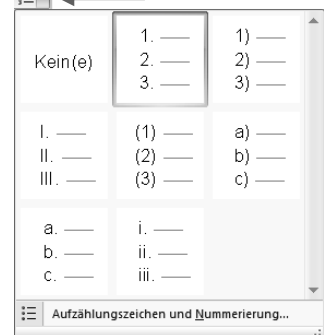 Kein(e)
1.
2.
3.
1)
2)
3)
I.
II.
III.
(1)
(2)
(3)
a)
b)
c)
a.
b.
c.
i.
ii.
iii.
Aufzählungszeichen und Nummerierung...